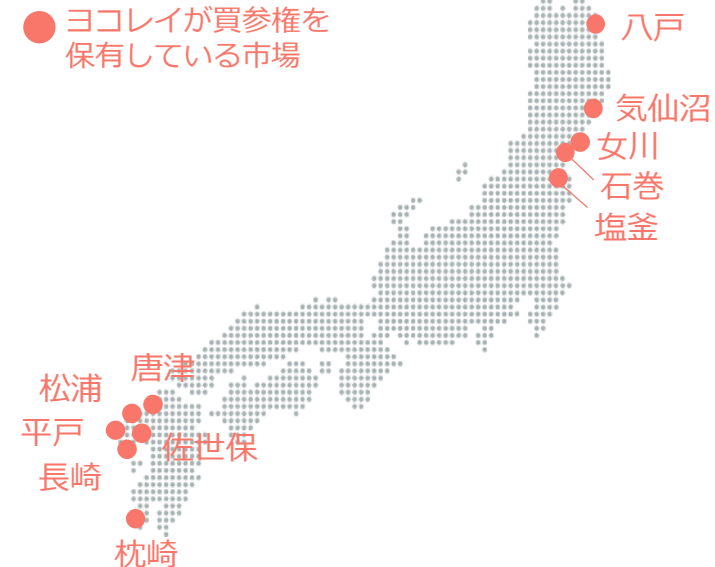 ヨコレイが買参権を
保有している市場
八戸
気仙沼
女川
石巻
塩釜
唐津
松浦
平戸
佐世保
長崎
枕崎